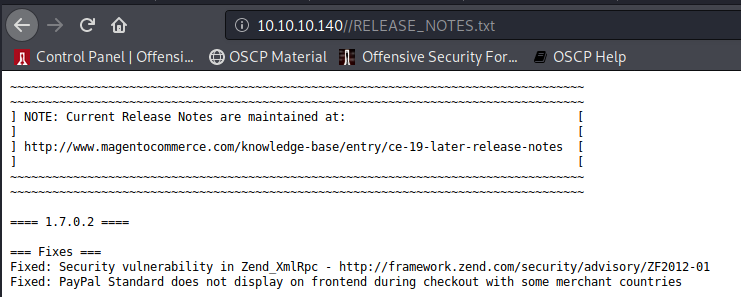 10.10.10.140//RELEASE_NOTES.txt
Control Panel | Offensi... OSCP Material Offensive Security For... OSCP Help
~~~~~~~~~~~~~~~~~~~~~~~~~~~~~~~~~~~~~~~~~~~~~~~~~~~~~~~~~~~~~~~~~~~~~~~~~~~~~~~~~~
~~~~~~~~~~~~~~~~~~~~~~~~~~~~~~~~~~~~~~~~~~~~~~~~~~~~~~~~~~~~~~~~~~~~~~~~~~~~~~~~~~
] NOTE: Current Release Notes are maintained at:                                 [
]                                                                                [
] http://www.magentocommerce.com/knowledge-base/entry/ce-19-later-release-notes  [
]                                                                                [
~~~~~~~~~~~~~~~~~~~~~~~~~~~~~~~~~~~~~~~~~~~~~~~~~~~~~~~~~~~~~~~~~~~~~~~~~~~~~~~~~~
~~~~~~~~~~~~~~~~~~~~~~~~~~~~~~~~~~~~~~~~~~~~~~~~~~~~~~~~~~~~~~~~~~~~~~~~~~~~~~~~~~
==== 1.7.0.2 ====
=== Fixes ===
Fixed: Security vulnerability in Zend_XmlRpc - http://framework.zend.com/security/advisory/ZF2012-01
Fixed: PayPal Standard does not display on frontend during checkout with some merchant countries